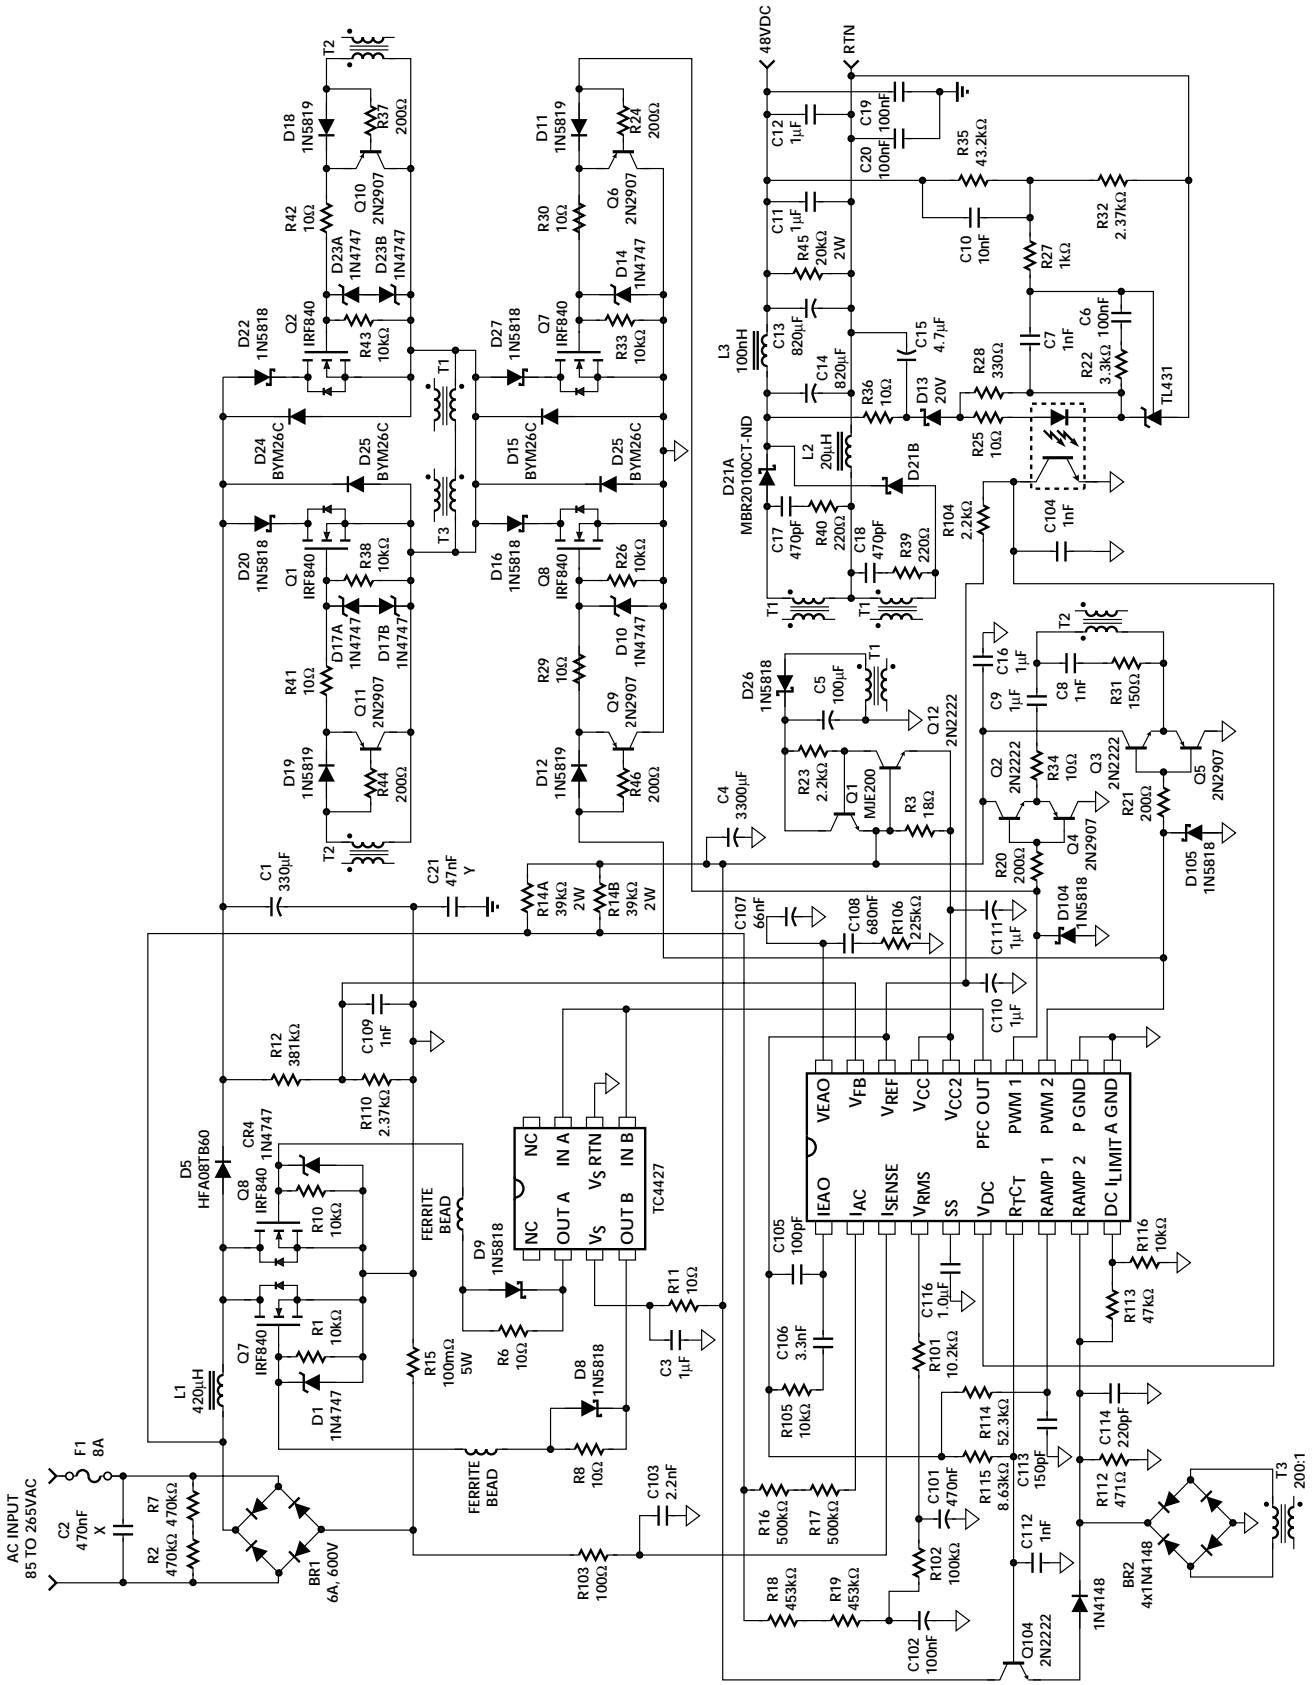 AC INPUT
85 TO 265VAC
F1
8A
C2
470nF
X
R7
470kΩ
R2
470kΩ
BR1
6A, 600V
L1
420µH
Q7
IRF840
R1
10kΩ
D1
1N4747
Q8
IRF840
R10
10kΩ
CR4
1N4747
D5
HFA08TB60
R12
381kΩ
R110
2.37kΩ
C109
1nF
C1
330µF
C21
47nF
Y
R15
100mΩ
5W
FERRITE
BEAD
FERRITE
BEAD
D9
1N5818
R6
10Ω
D8
1N5818
R8
10Ω
C3
1µF
R11
10Ω
NC
OUT A
VS
OUT B
NC
IN A
VS RTN
IN B
TC4427
R103
100Ω
C103
2.2nF
R14A
39kΩ
2W
R14B
39kΩ
2W
C4
3300µF
D19
1N5819
R44
200Ω
Q11
2N2907
R41
10Ω
T2
D17A
1N4747
D17B
1N4747
R38
10kΩ
Q1
IRF840
D20
1N5818
D25
BYM26C
D24
BYM26C
D22
1N5818
Q2
IRF840
R43
10kΩ
D23A
1N4747
D23B
1N4747
R42
10Ω
Q10
2N2907
D18
1N5819
R37
200Ω
T2
T3
T1
D12
1N5819
R46
200Ω
Q9
2N2907
R29
10Ω
D10
1N4747
R26
10kΩ
Q8
IRF840
D16
1N5818
D25
BYM26C
D15
BYM26C
D27
1N5818
Q7
IRF840
R33
10kΩ
D14
1N4747
R30
10Ω
Q6
2N2907
D11
1N5819
R24
200Ω
D26
1N5818
C5
100µF
T1
R23
2.2kΩ
Q1
MJE200
R3
18Ω
Q12
2N2222
T1
T1
C17
470pF
R40
220Ω
C18
470pF
R39
220Ω
D21A
MBR20100CT-ND
D21B
L2
20µH
L3
100nH
C14
820µF
C13
820µF
R45
20kΩ
2W
C11
1µF
C12
1µF
C20
100nF
C19
100nF
48VDC
RTN
R36
10Ω
C15
4.7µF
D13
20V
R25
10Ω
R28
330Ω
R22
3.3kΩ
C7
1nF
C6
100nF
R27
1kΩ
C10
10nF
R35
43.2kΩ
R32
2.37kΩ
TL431
R104
2.2kΩ
C104
1nF
C16
1µF
C9
1µF
C8
1nF
R31
150Ω
T2
Q2
2N2222
R34
10Ω
Q3
2N2222
Q4
2N2907
Q5
2N2907
R20
200Ω
R21
200Ω
D104
1N5818
D105
1N5818
C107
66nF
C108
680nF
R106
225kΩ
C111
1µF
C110
1µF
IEAO
IAC
ISENSE
VRMS
SS
VDC
RTCT
RAMP 1
RAMP 2
DC ILIMIT
VEAO
VFB
VREF
VCC
VCC2
PFC OUT
PWM 1
PWM 2
P GND
A GND
C105
100pF
C106
3.3nF
R105
10kΩ
R16
500kΩ
R17
500kΩ
R18
453kΩ
R19
453kΩ
C102
100nF
R102
100kΩ
C101
470nF
R101
10.2kΩ
C116
1.0µF
R115
8.63kΩ
R114
52.3kΩ
C113
150pF
C112
1nF
R112
471Ω
C114
220pF
R113
47kΩ
R116
10kΩ
Q104
2N2222
1N4148
BR2
4x1N4148
T3
200:1